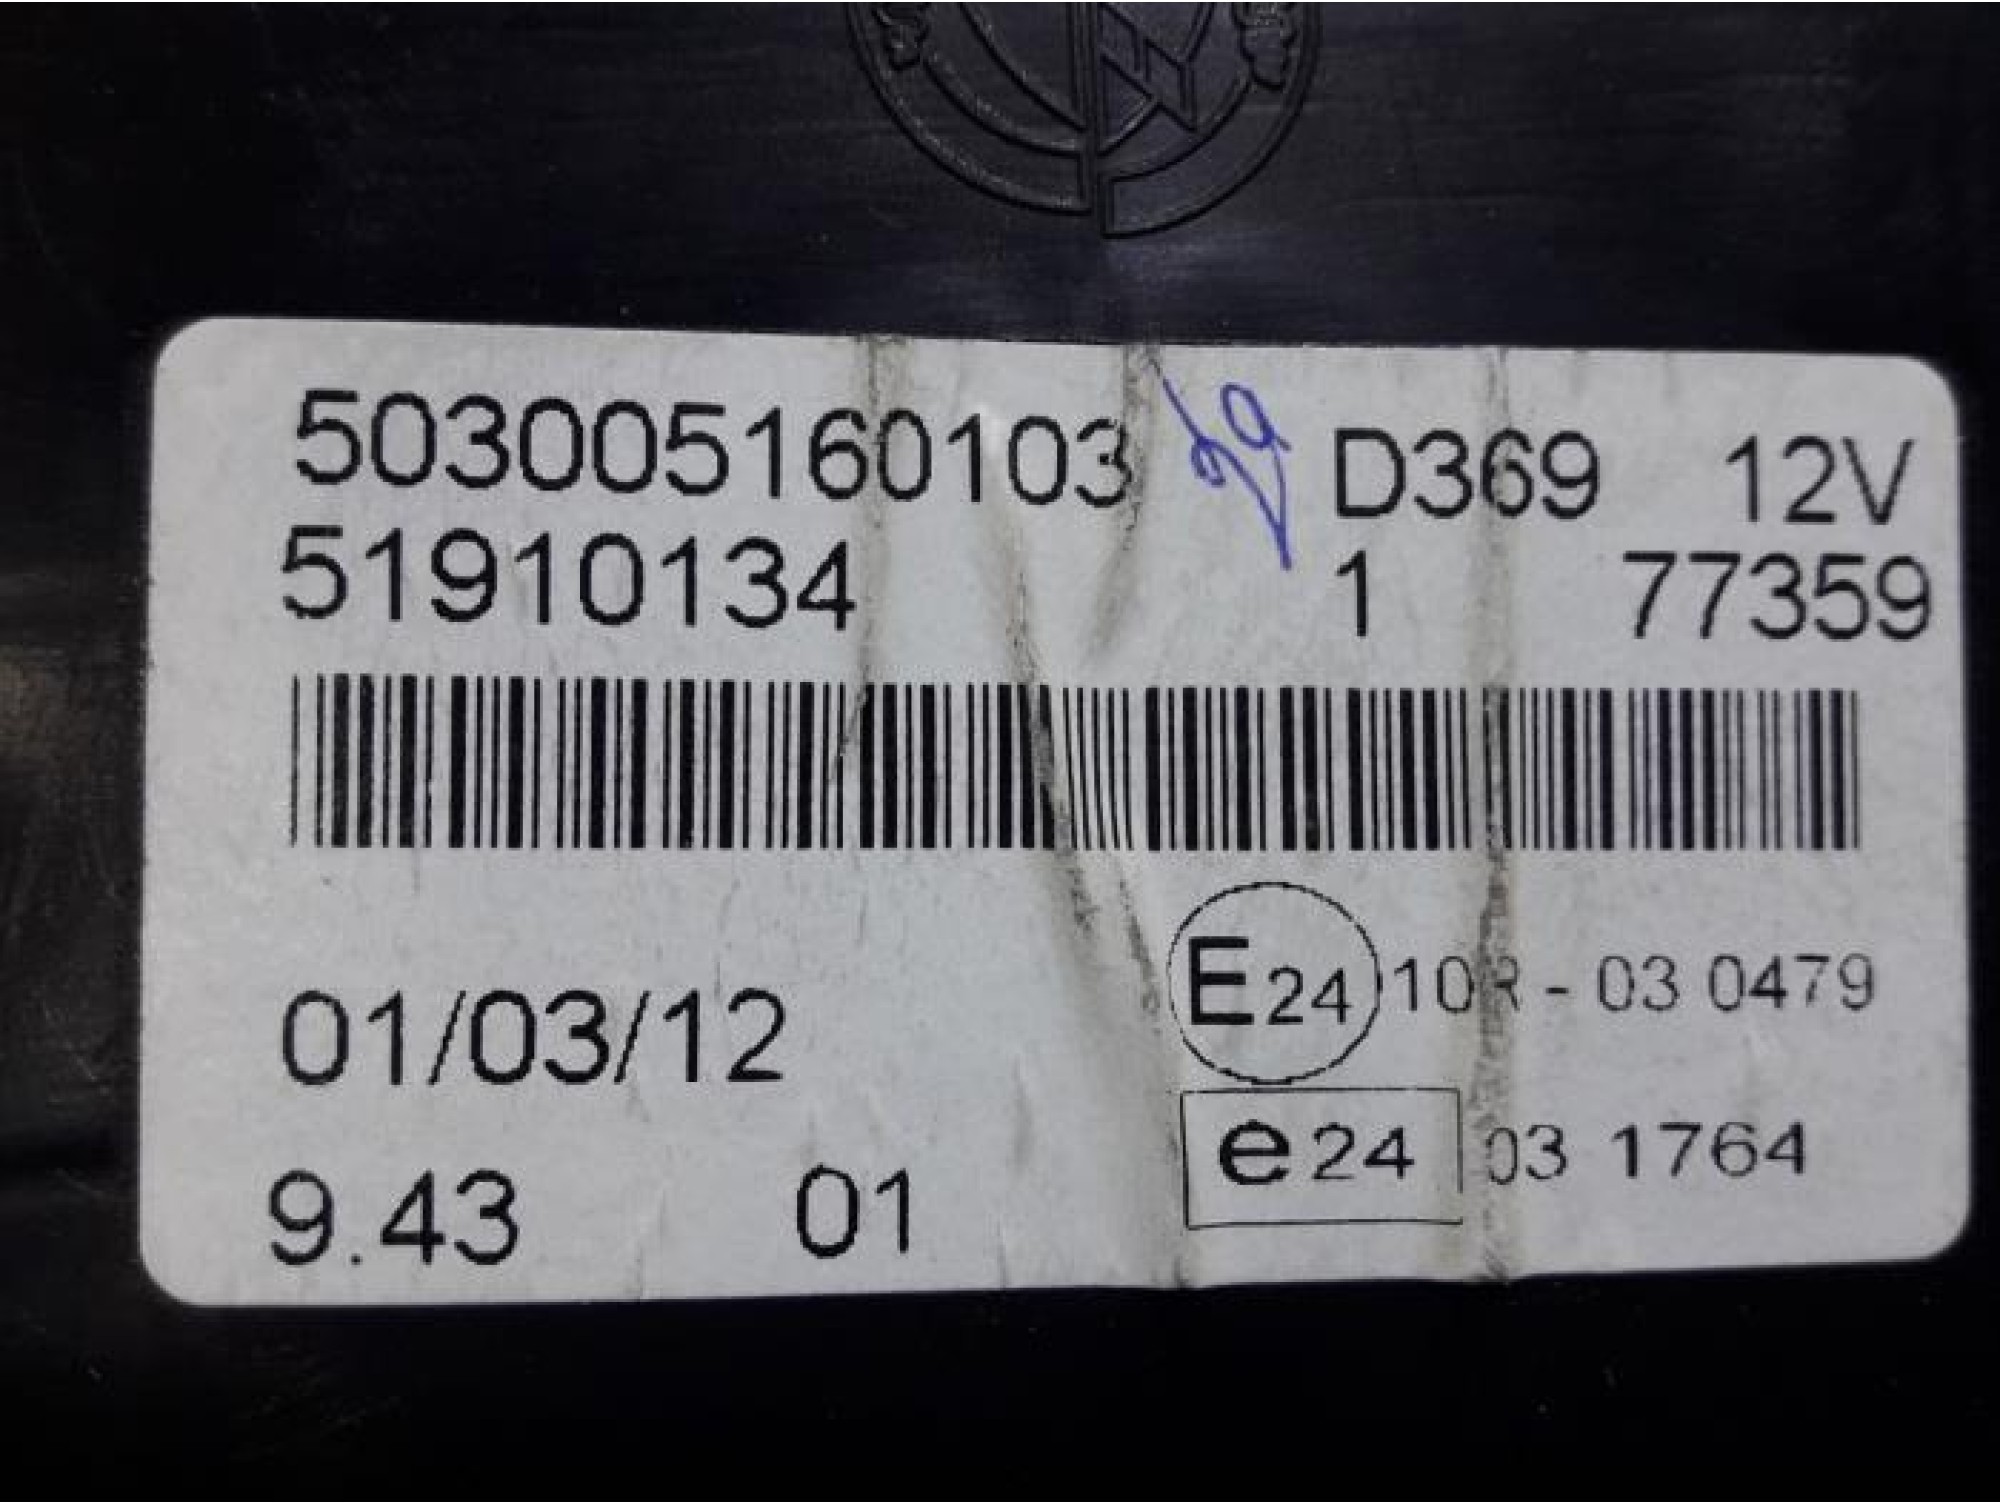 503005160103 D369 12V
51910134 1 77359
E24 10R - 03 0479
01/03/12
e24 03 1764
9.43 01